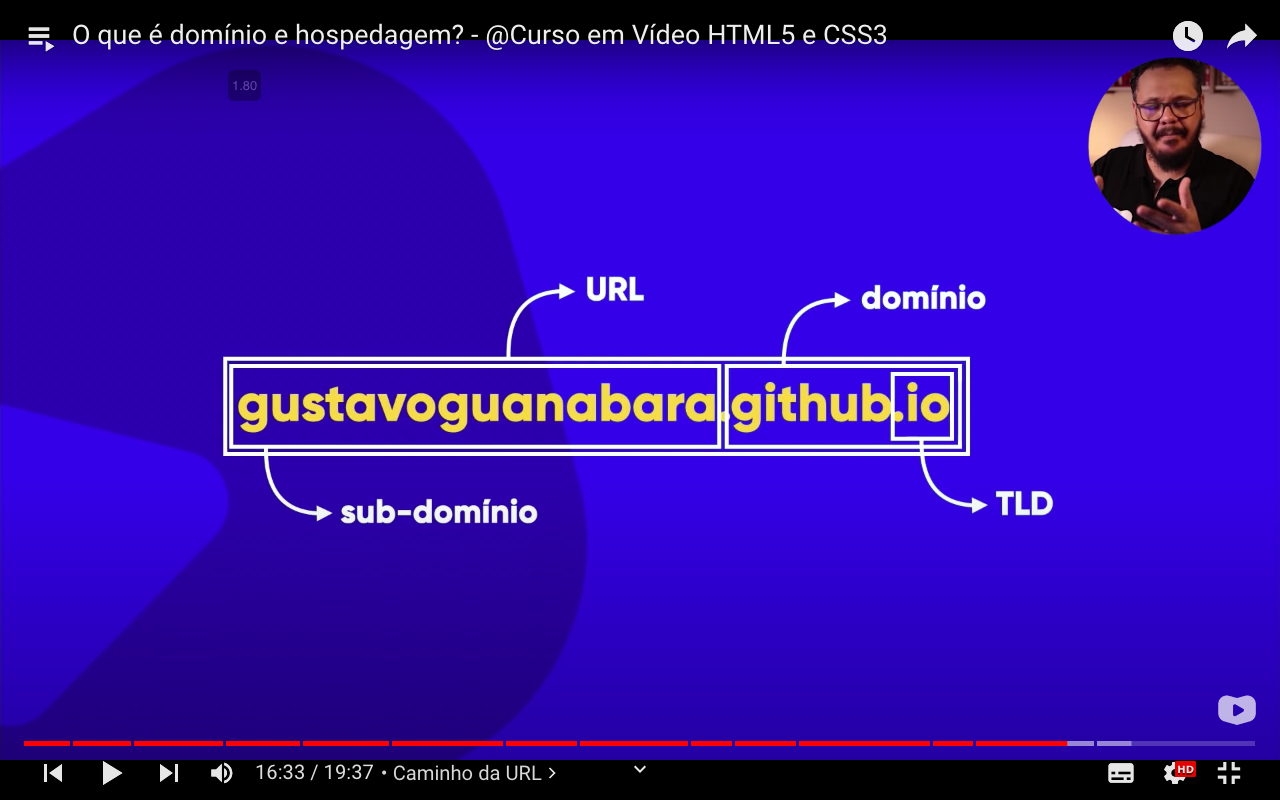 O que é domínio e hospedagem? - @Curso em Vídeo HTML5 e CSS3
1.80
URL
domínio
gustavoguanabara.github.io
sub-domínio
TLD
16:33 / 19:37 • Caminho da URL
HD